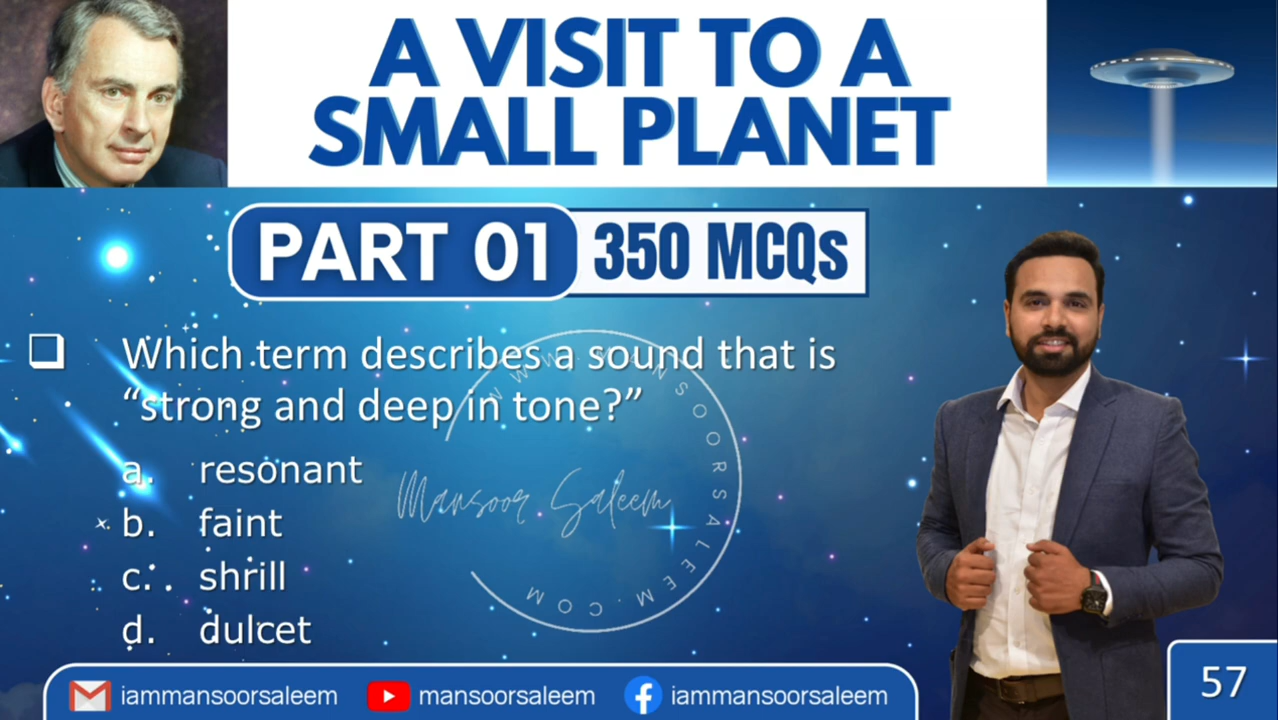 A VISIT TO A
SMALL PLANET
PART 01
350 MCQs
Which term describes a sound that is
“strong and deep in tone?”
a. resonant
b. faint
c. shrill
d. dulcet
WWW.MANSOORSALEEM.COM
Mansoor Saleem
iammansoorsaleem
mansoorsaleem
iammansoorsaleem
57